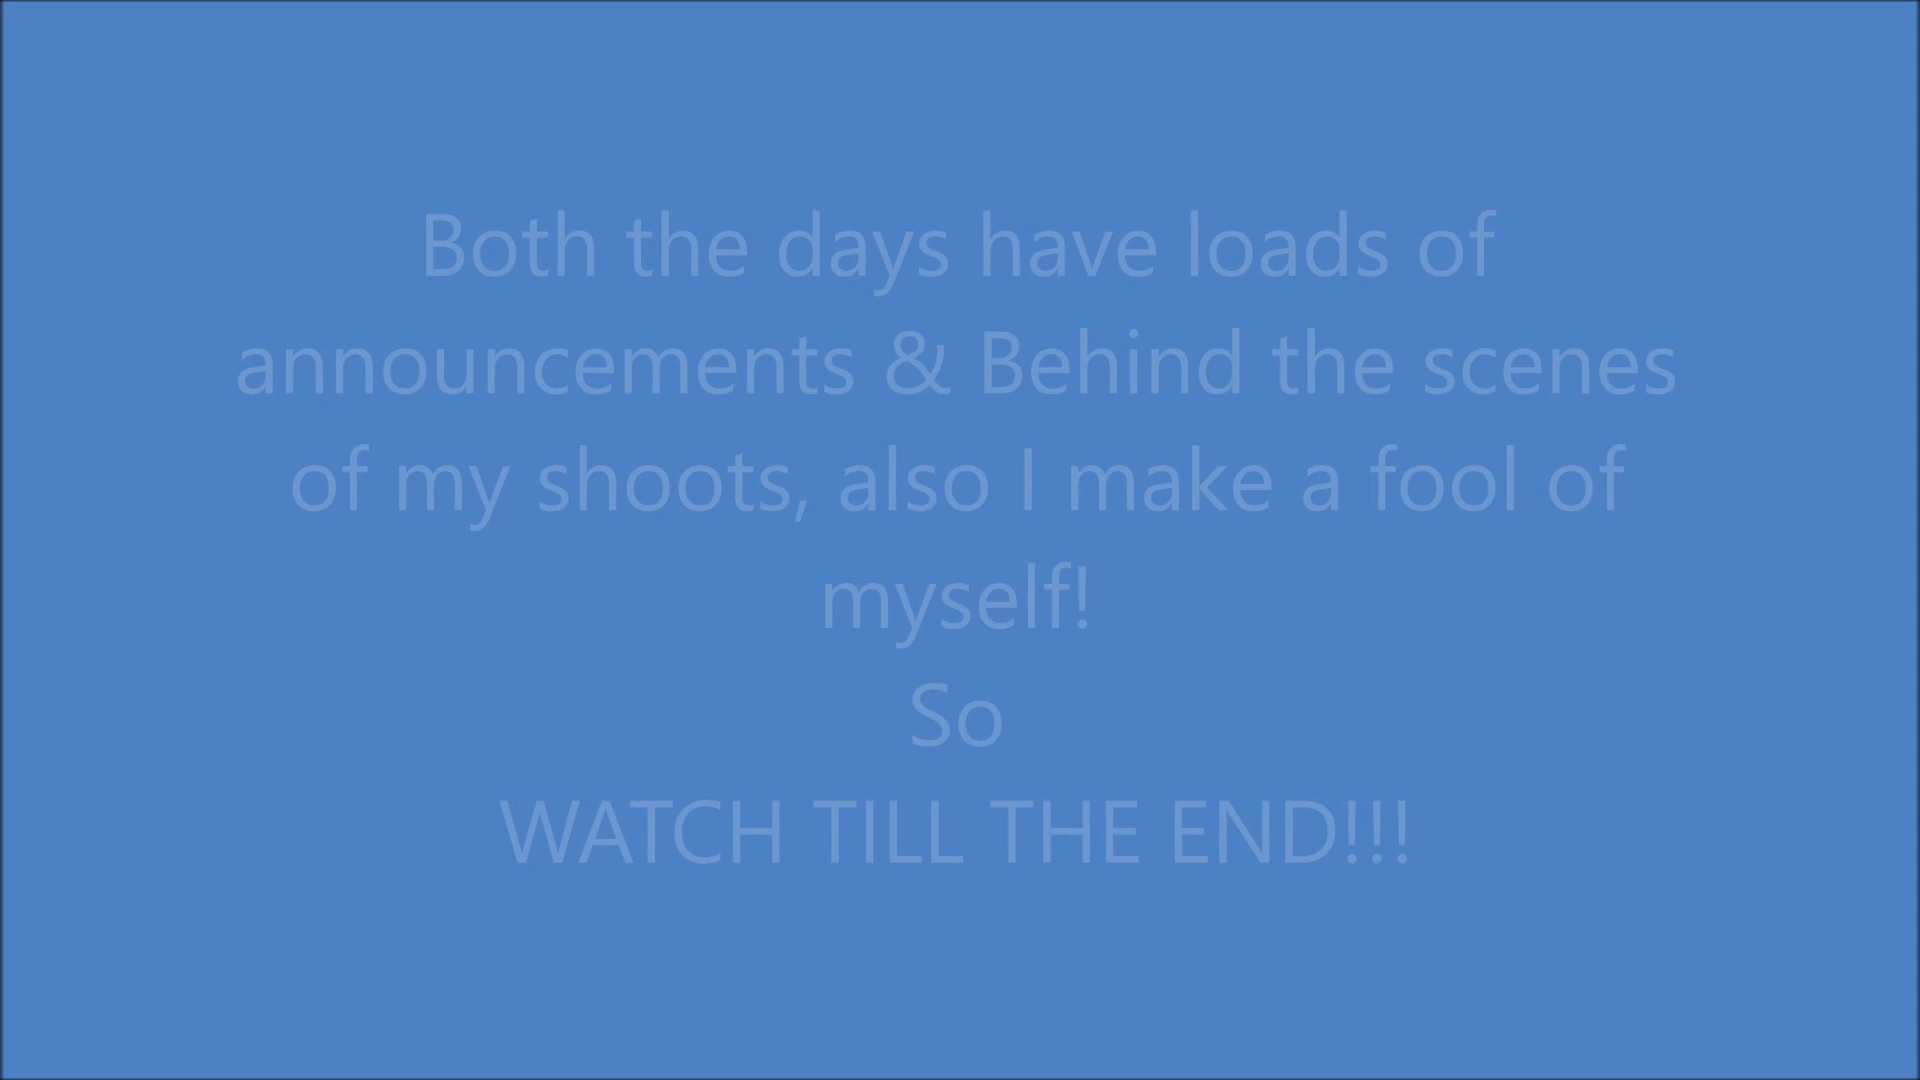 Both the days have loads of
announcements & Behind the scenes
of my shoots, also I make a fool of
myself!
So
WATCH TILL THE END!!!